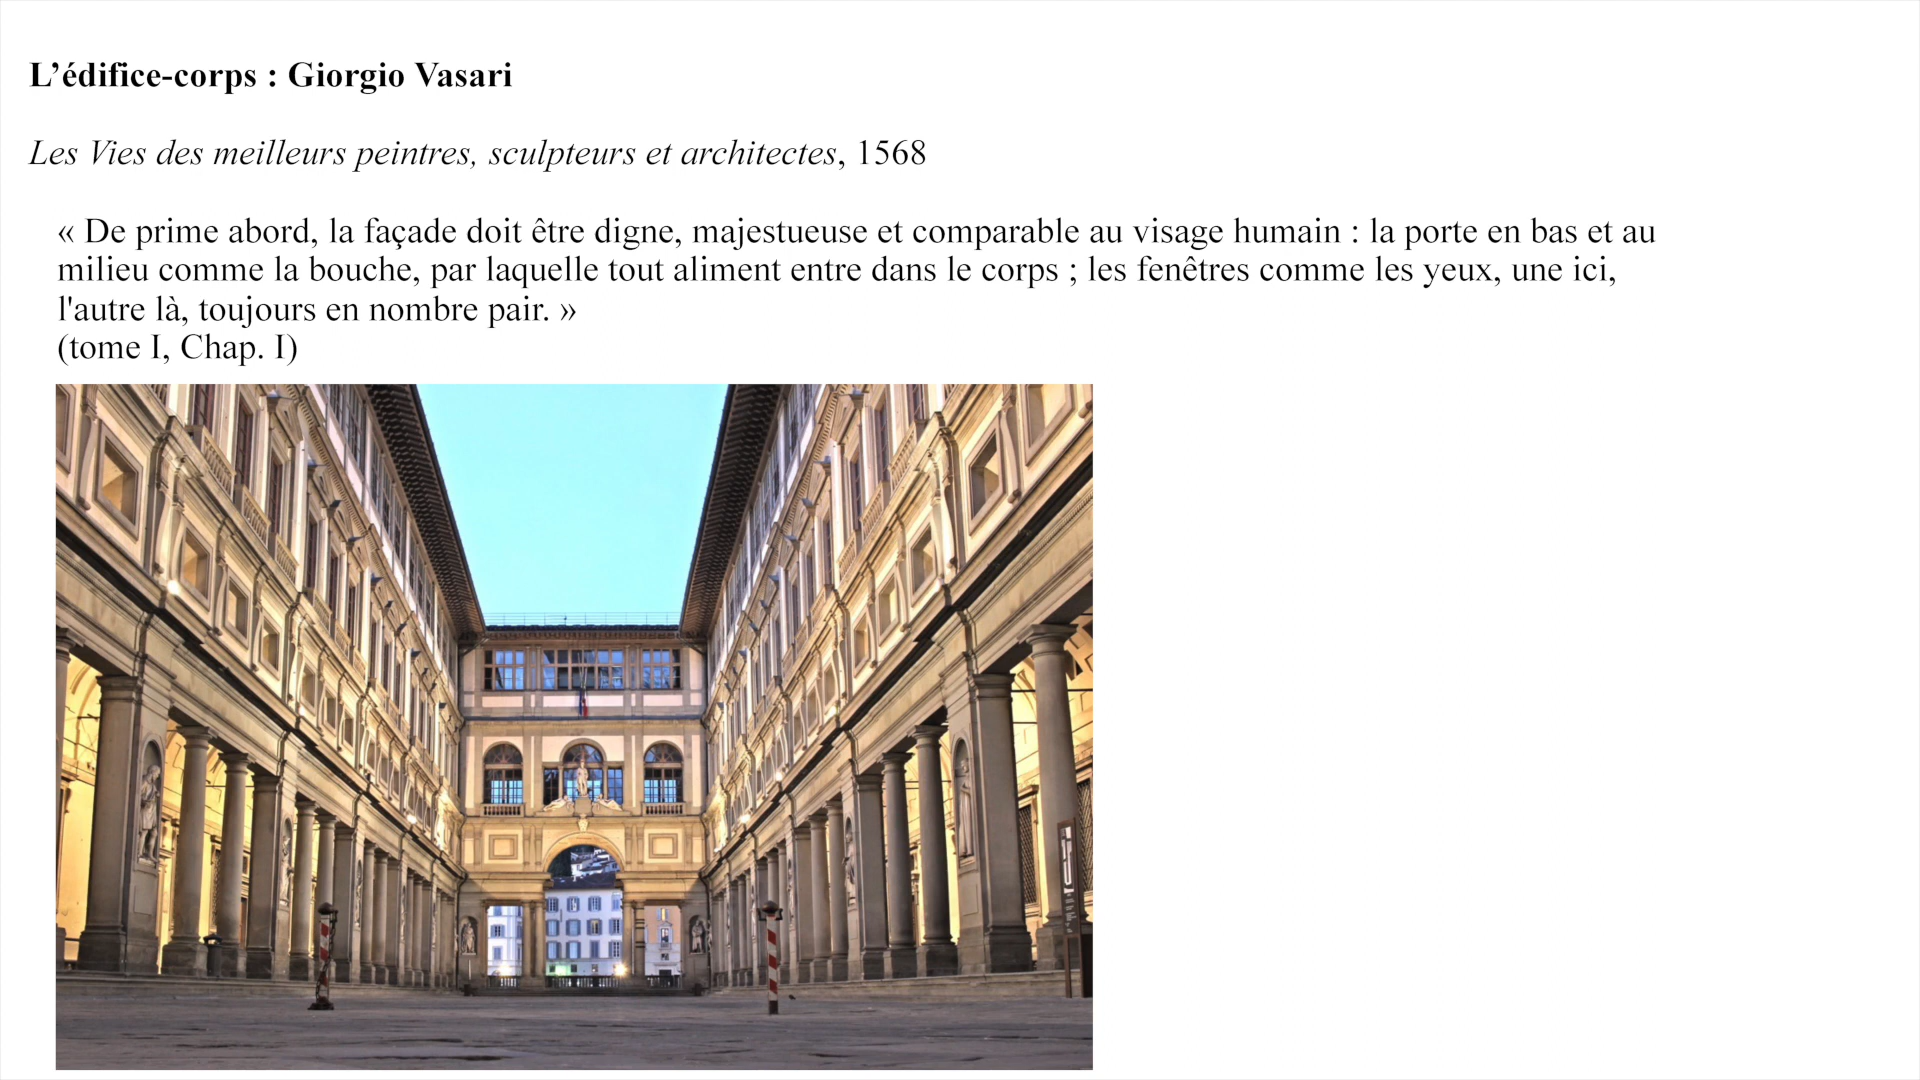 L’édifice-corps : Giorgio Vasari
Les Vies des meilleurs peintres, sculpteurs et architectes, 1568
« De prime abord, la façade doit être digne, majestueuse et comparable au visage humain : la porte en bas et au
milieu comme la bouche, par laquelle tout aliment entre dans le corps ; les fenêtres comme les yeux, une ici,
l'autre là, toujours en nombre pair. »
(tome I, Chap. I)